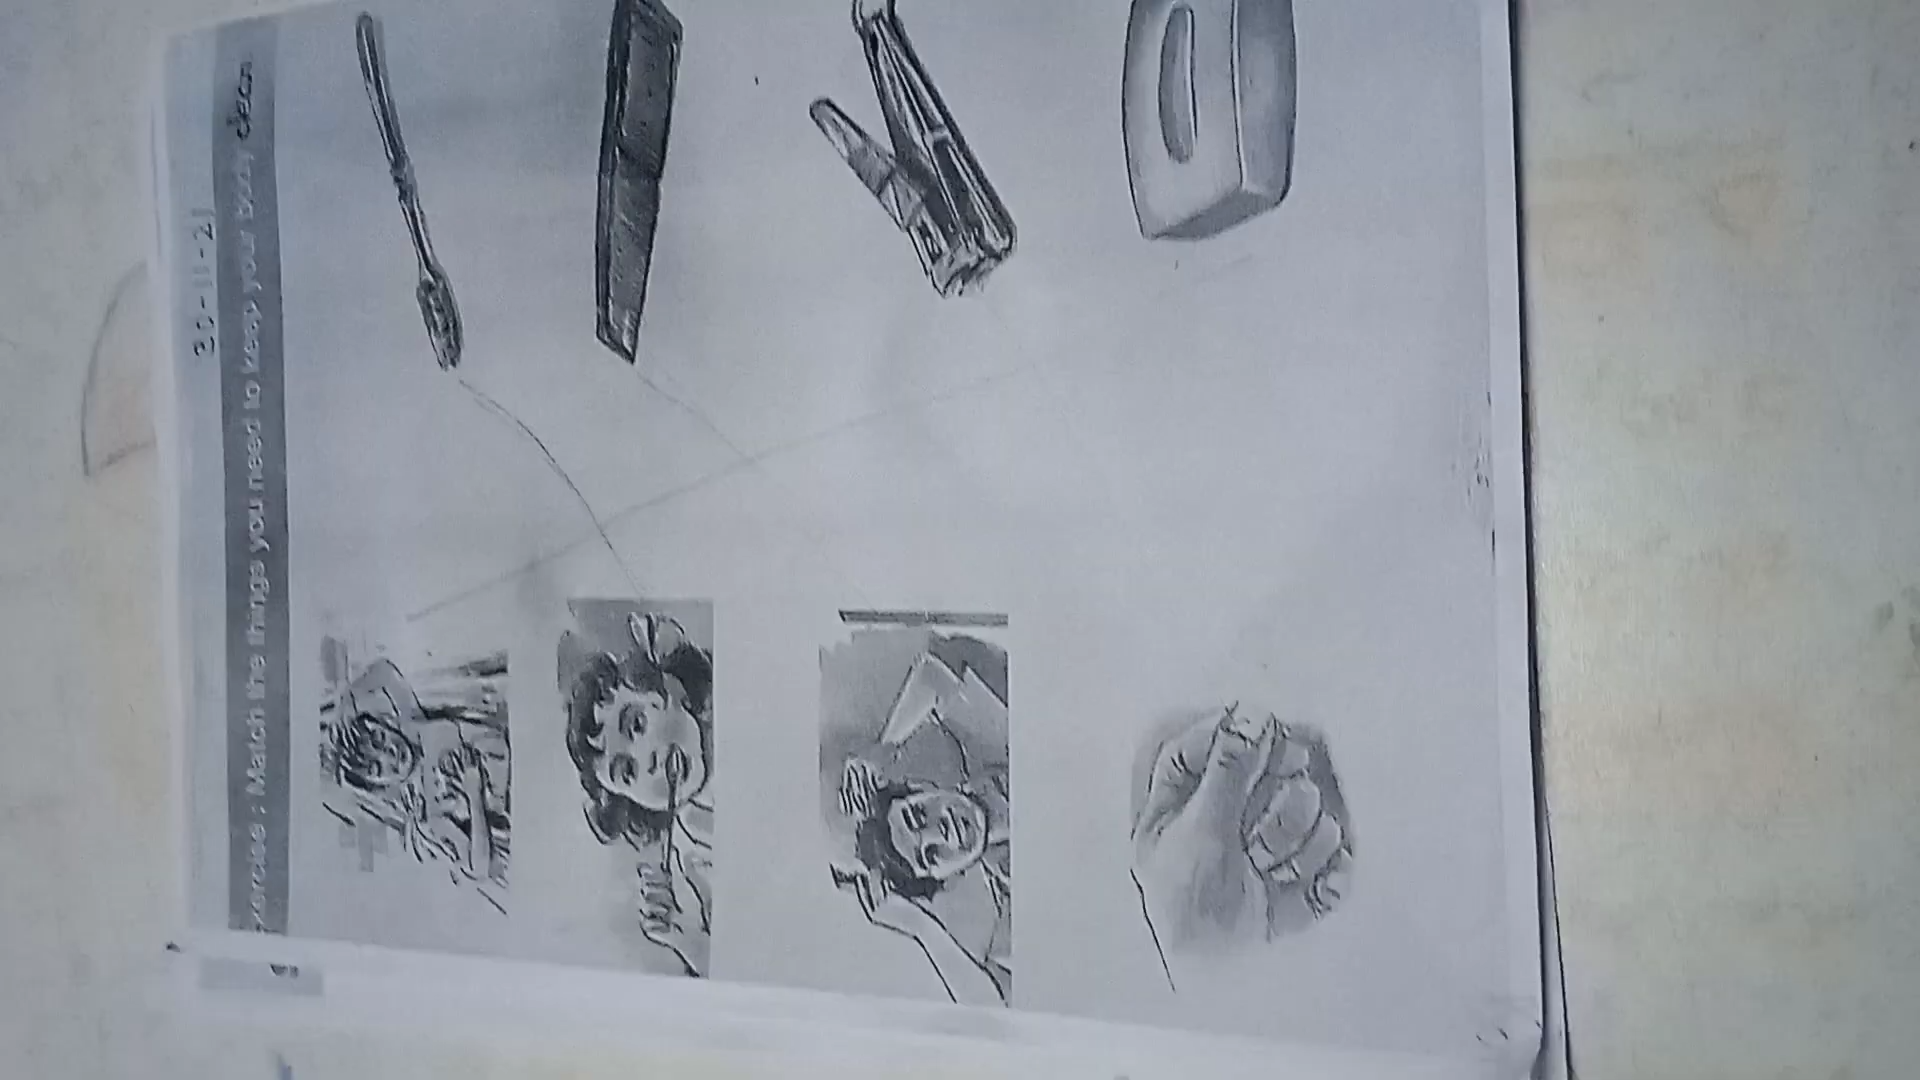 30-11-21
Exercise : Match the things you need to keep your body clean